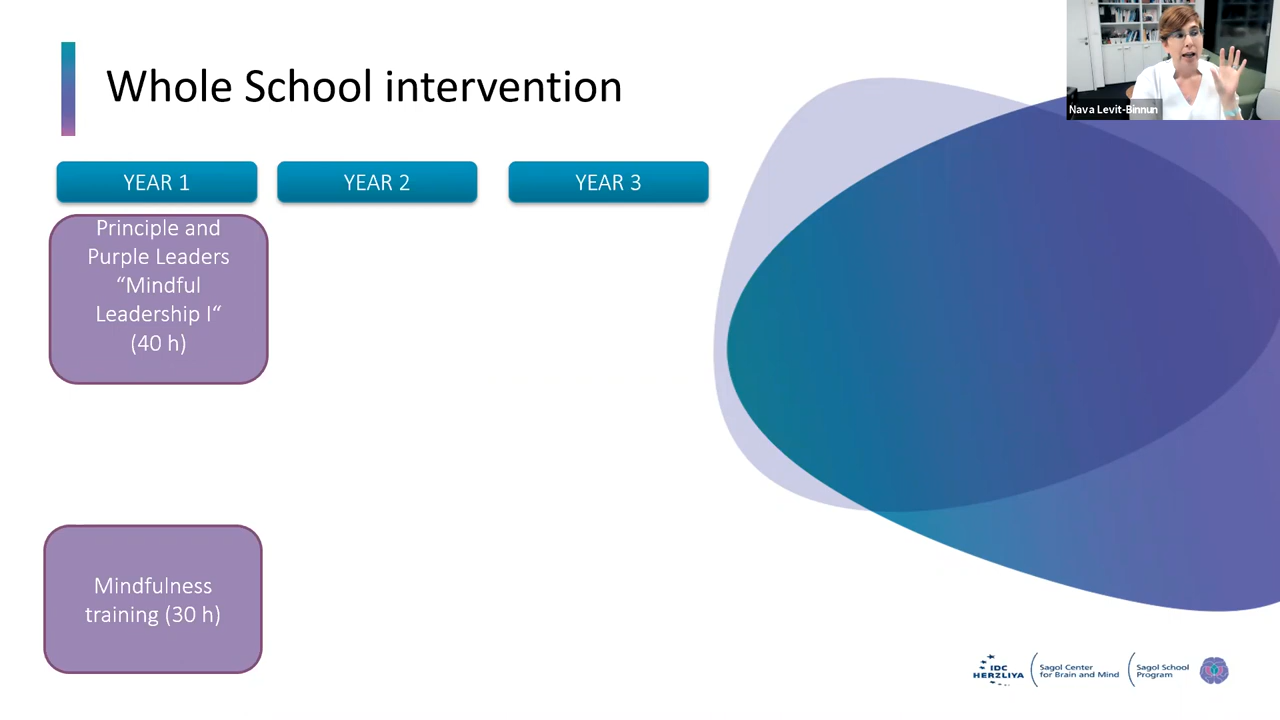 Whole School intervention
YEAR 1
YEAR 2
YEAR 3
Principle and
Purple Leaders
“Mindful
Leadership I“
(40 h)
Mindfulness
training (30 h)
Nava Levit-Binnun
IDC
HERZLIYA
Sagol Center
for Brain and Mind
Sagol School
Program